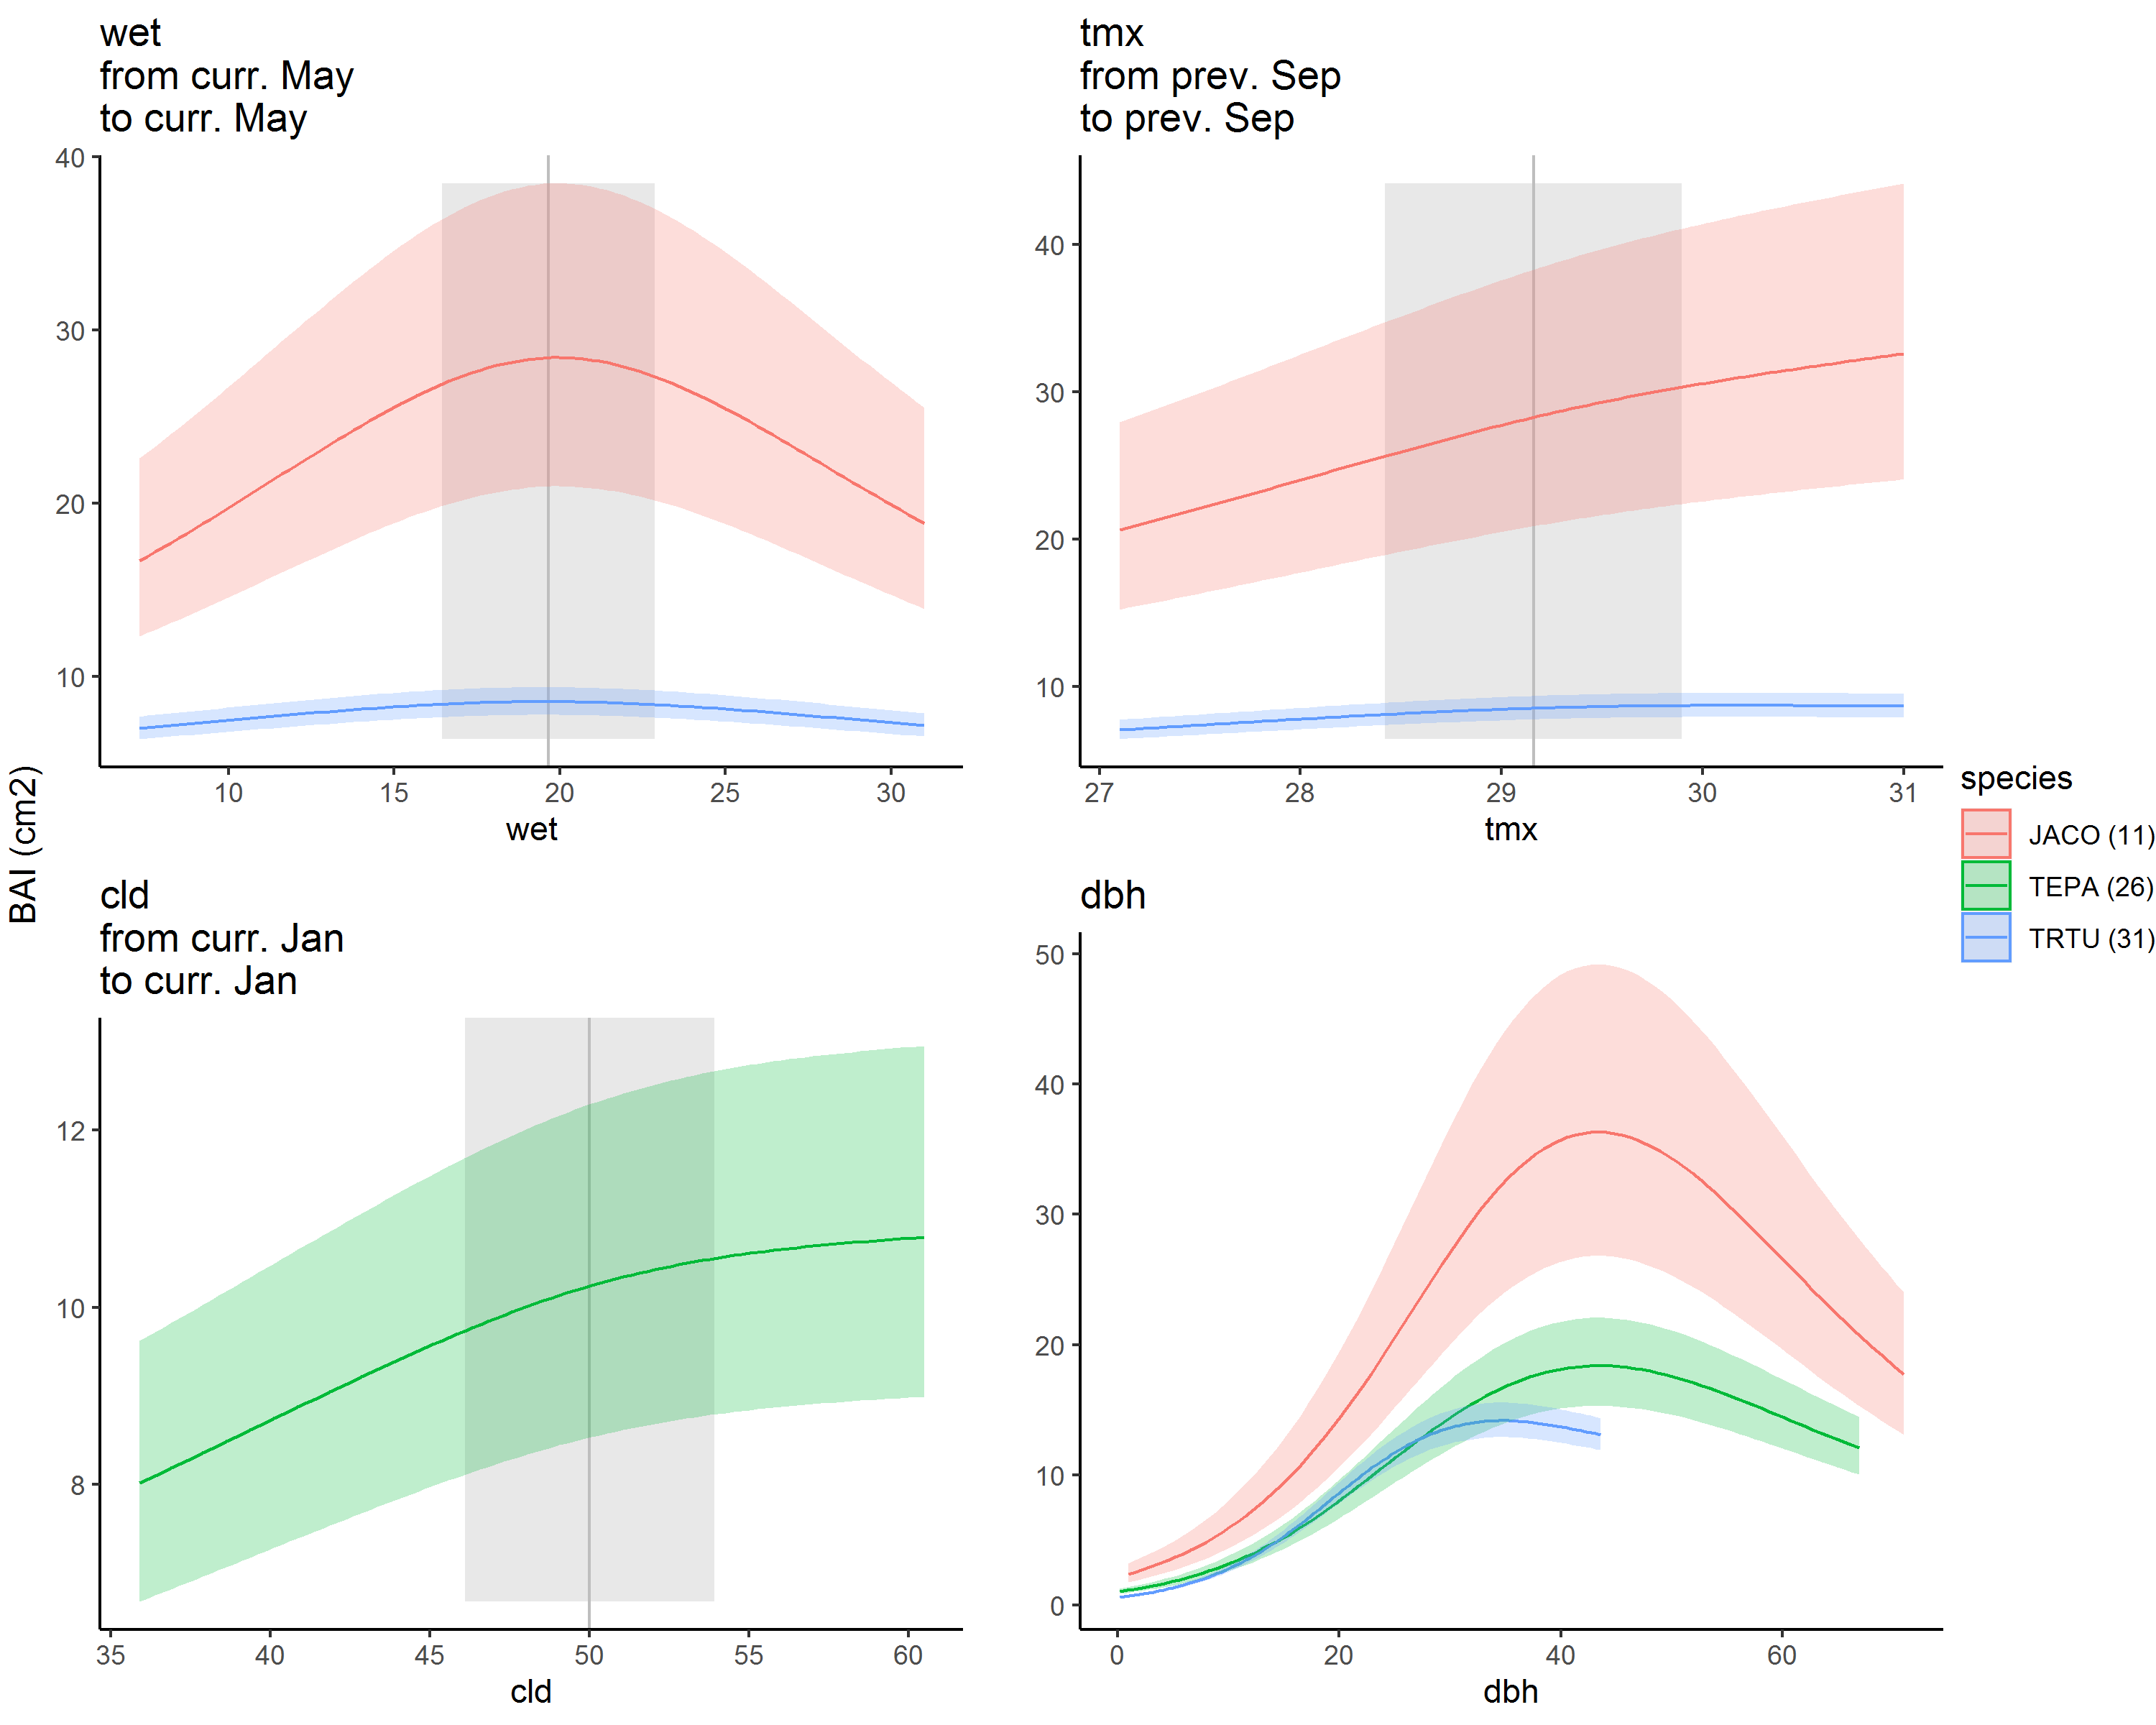 wet
from curr. May
to curr. May
40
30
20
10
10
15
20
25
30
wet
tmx
from prev. Sep
to prev. Sep
40
30
20
10
27
28
29
30
31
tmx
BAI (cm2)
cld
from curr. Jan
to curr. Jan
12
10
8
35
40
45
50
55
60
cld
dbh
50
40
30
20
10
0
0
20
40
60
dbh
species
JACO (11)
TEPA (26)
TRTU (31)